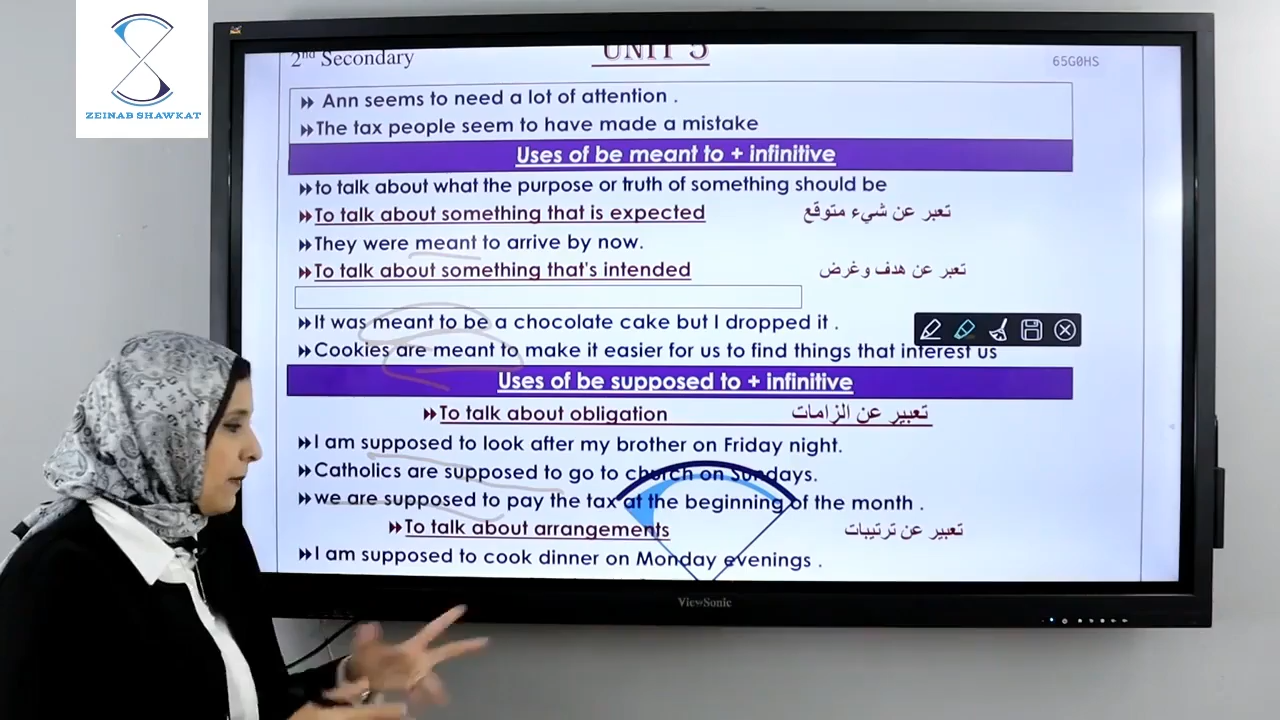 ZEINAB SHAWKAT
2nd Secondary
UNIT 5
65G0HS
Ann seems to need a lot of attention .
The tax people seem to have made a mistake
Uses of be meant to + infinitive
to talk about what the purpose or truth of something should be
To talk about something that is expected تعبر عن شيء متوقع
They were meant to arrive by now.
To talk about something that's intended تعبر عن هدف وغرض
It was meant to be a chocolate cake but I dropped it .
Cookies are meant to make it easier for us to find things that interest us
Uses of be supposed to + infinitive
To talk about obligation تعبير عن الزامات
I am supposed to look after my brother on Friday night.
Catholics are supposed to go to church on Sundays.
we are supposed to pay the tax at the beginning of the month .
To talk about arrangements تعبير عن ترتيبات
I am supposed to cook dinner on Monday evenings .
ViewSonic